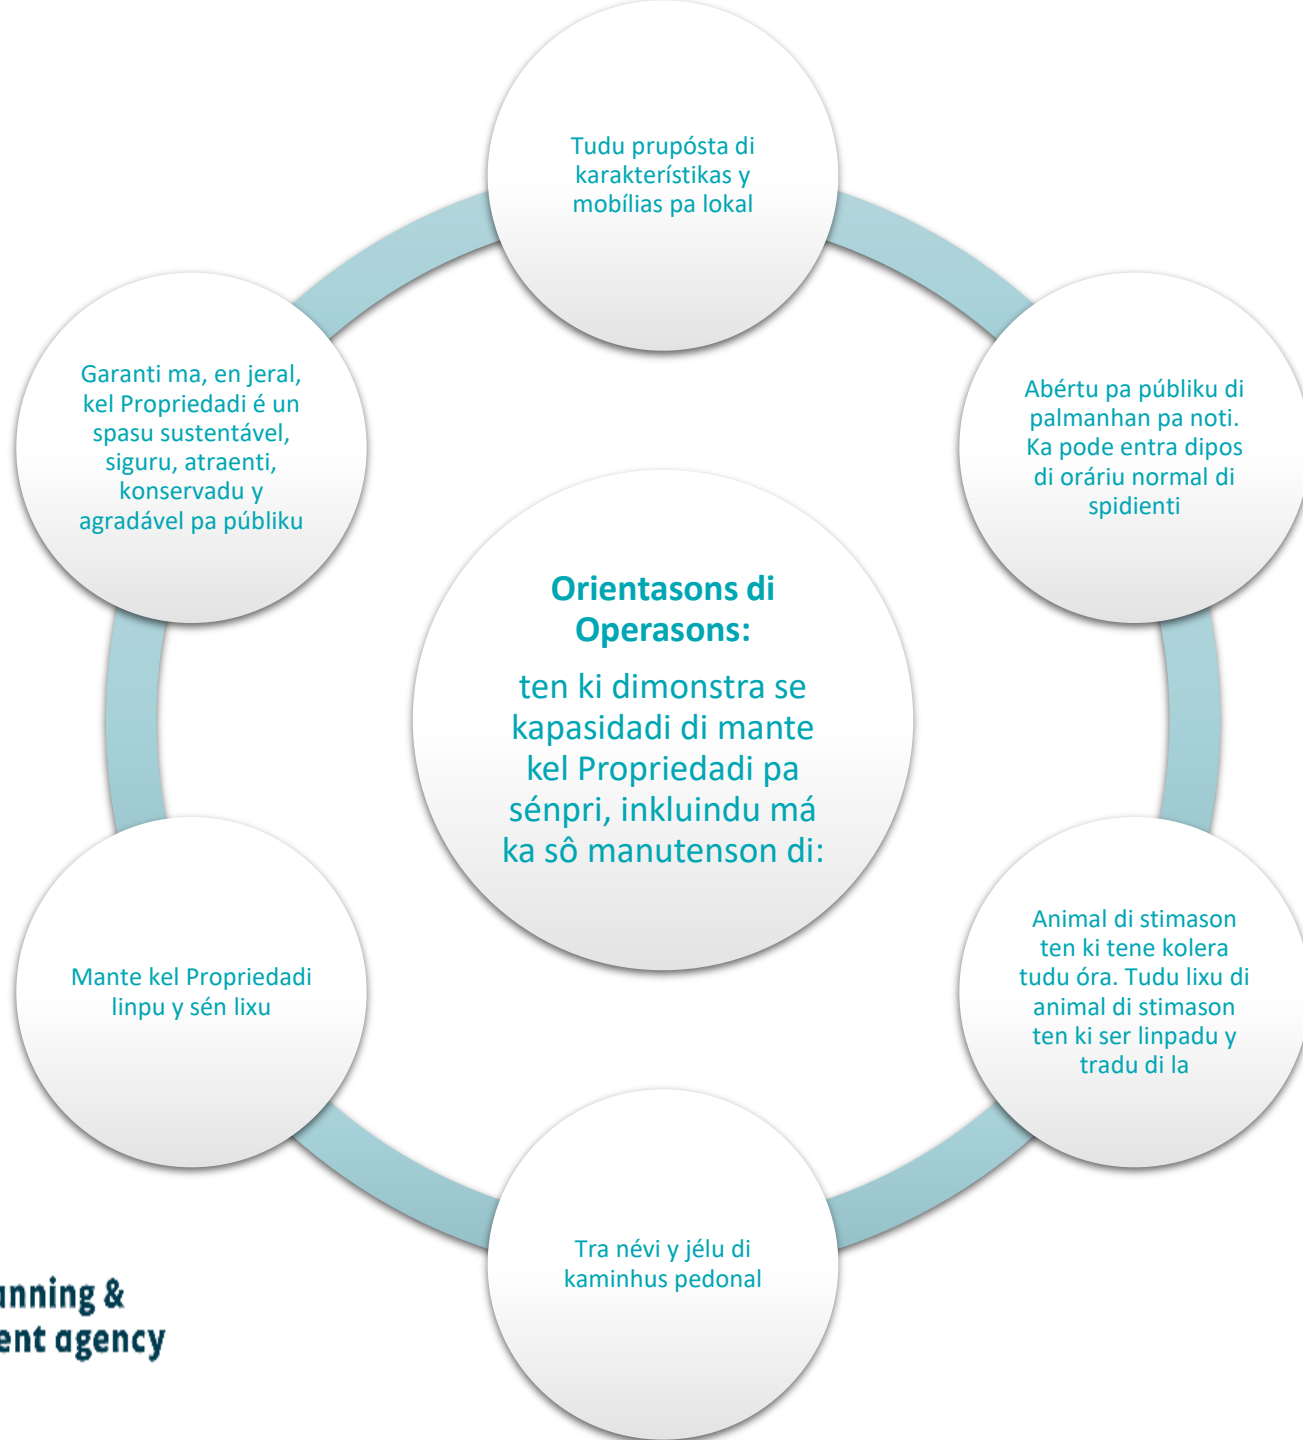 Tudu prupósta di
karakterístikas y
mobílias pa lokal
Abértu pa públiku di
palmanhan pa noti.
Ka pode entra dipos
di oráriu normal di
spidienti
Animal di stimason
ten ki tene kolera
tudu óra. Tudu lixu di
animal di stimason
ten ki ser linpadu y
tradu di la
Tra névi y jélu di
kaminhus pedonal
Mante kel Propriedadi
linpu y sén lixu
Garanti ma, en jeral,
kel Propriedadi é un
spasu sustentável,
siguru, atraenti,
konservadu y
agradável pa públiku
Orientasons di
Operasons:
ten ki dimonstra se
kapasidadi di mante
kel Propriedadi pa
sénpri, inkluindu má
ka sô manutenson di:
anning &
ent agency